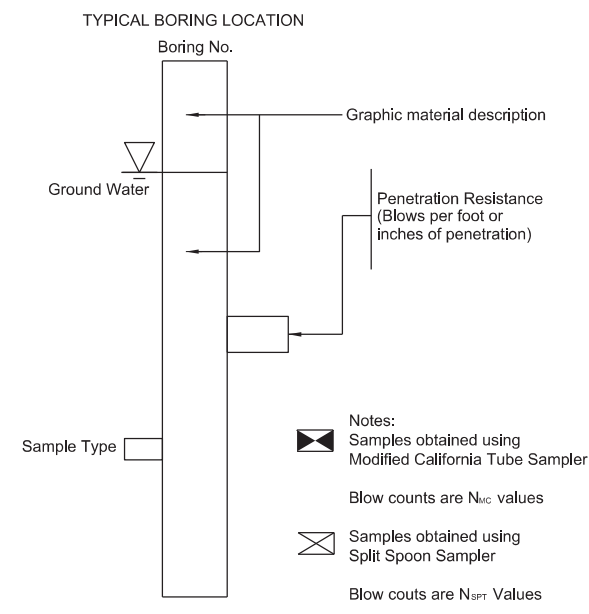 TYPICAL BORING LOCATION
Boring No.
Graphic material description
Ground Water
Penetration Resistance
(Blows per foot or
inches of penetration)
Sample Type
Notes:
Samples obtained using
Modified California Tube Sampler
Blow counts are NMC values
Samples obtained using
Split Spoon Sampler
Blow couts are NSPT Values